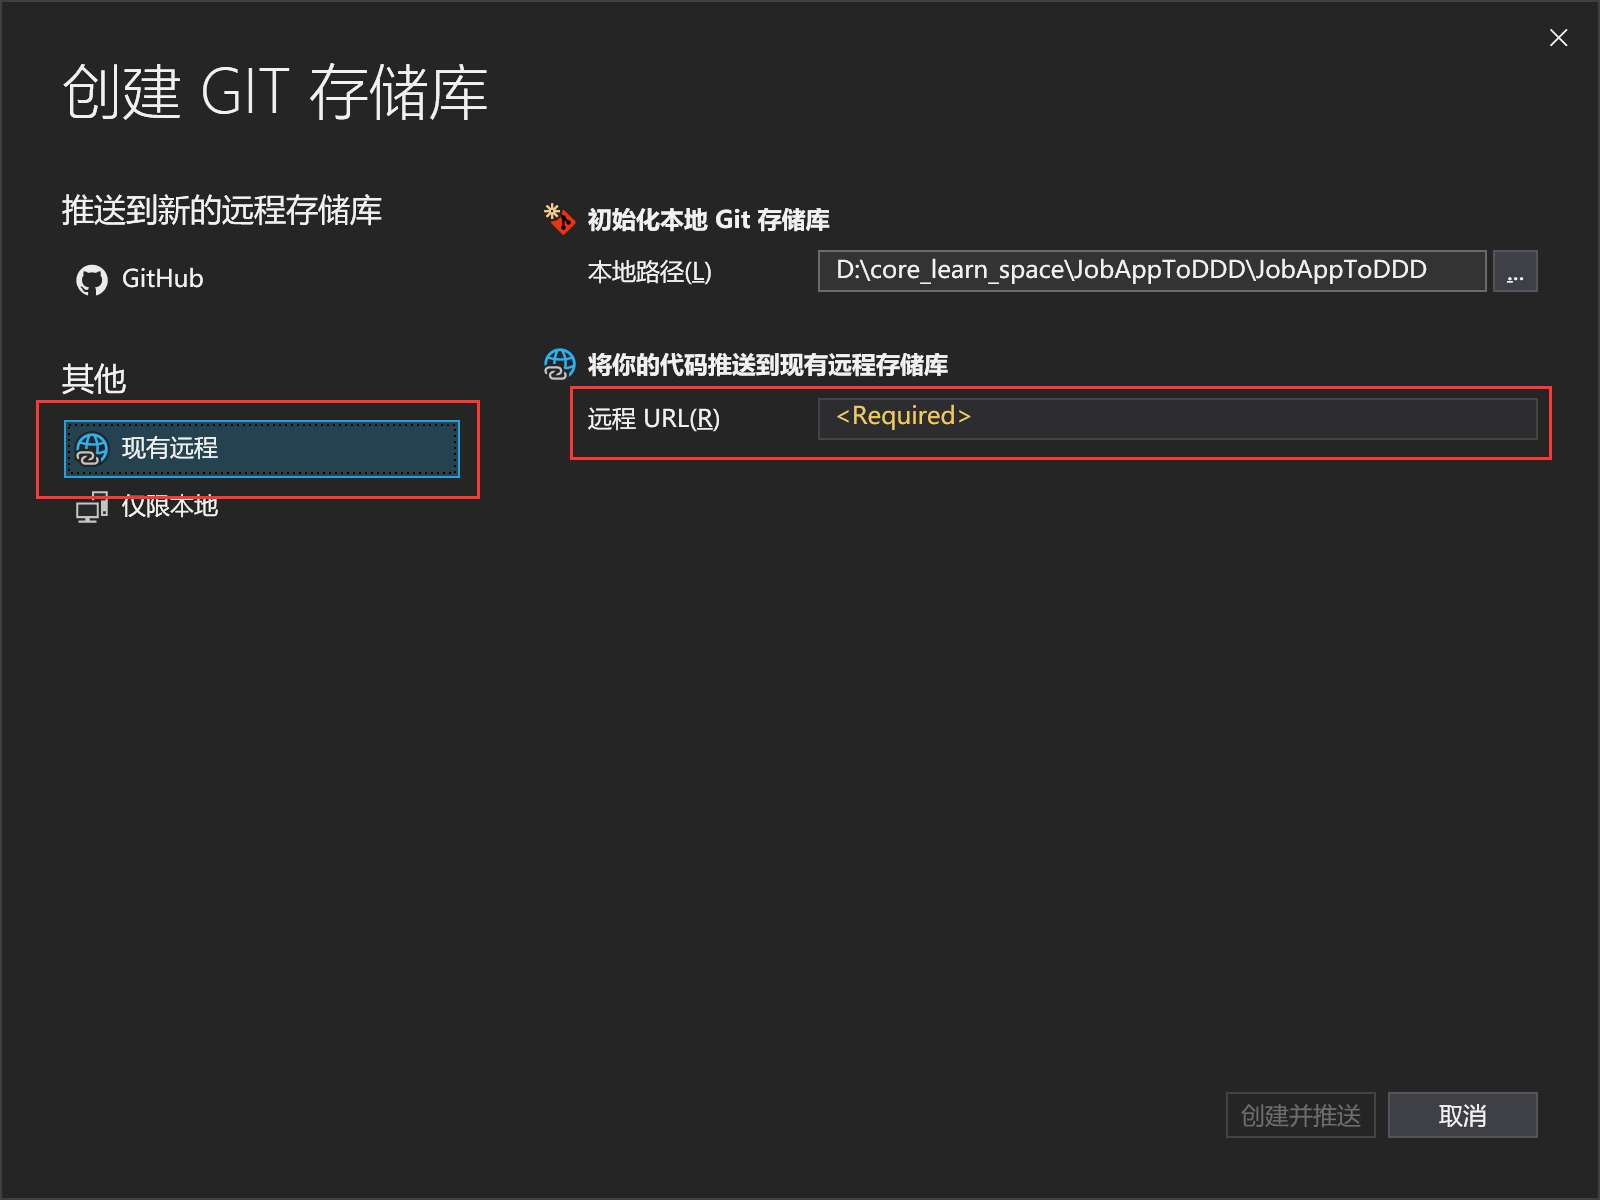 创建 GIT 存储库
推送到新的远程存储库
GitHub
其他
现有远程
仅限本地
初始化本地 Git 存储库
本地路径(L)
D:\core_learn_space\JobAppToDDD\JobAppToDDD
...
将你的代码推送到现有远程存储库
远程 URL(R)
<Required>
创建并推送
取消